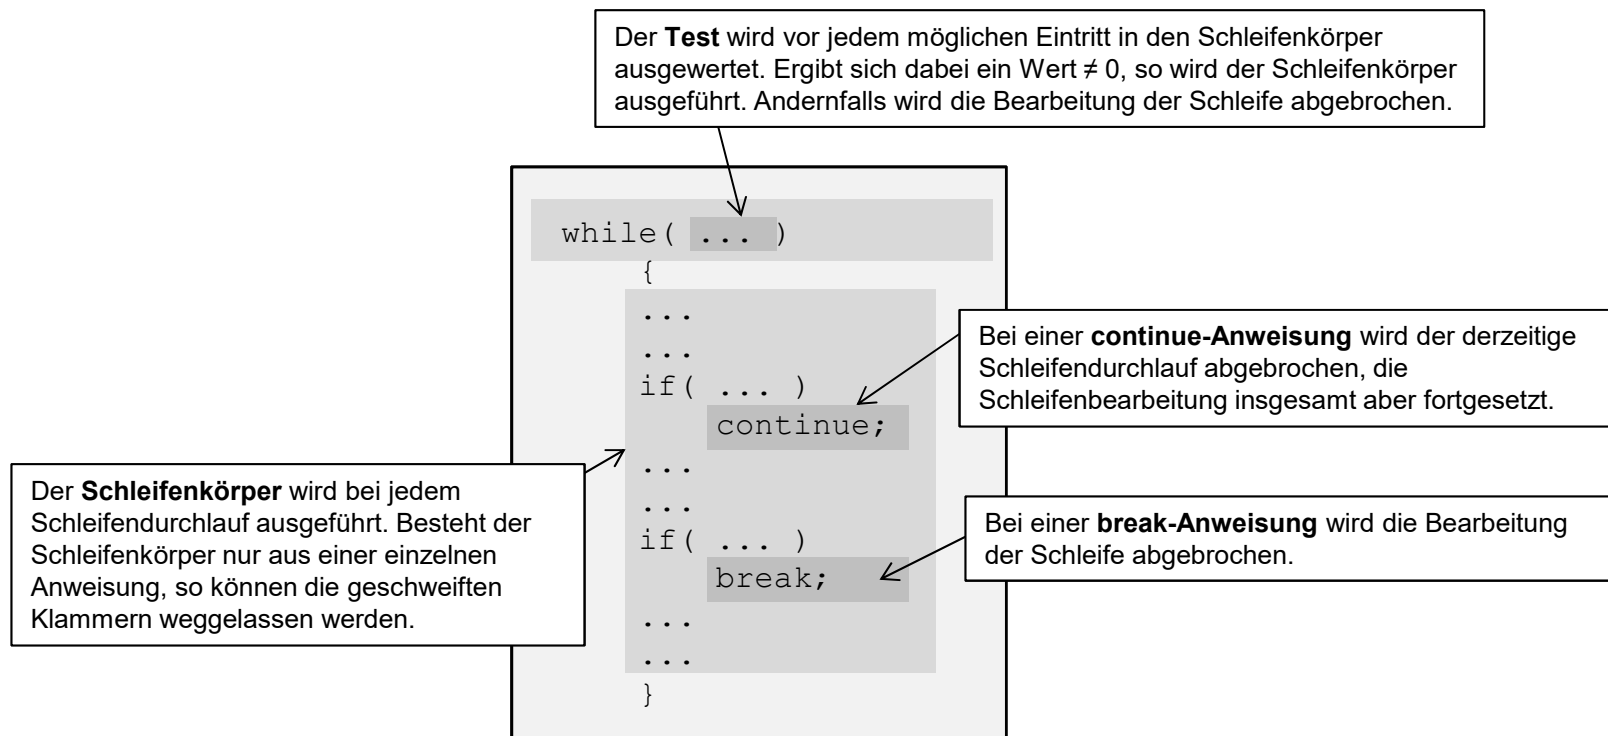 Der Test wird vor jedem möglichen Eintritt in den Schleifenkörper
ausgewertet. Ergibt sich dabei ein Wert ≠ 0, so wird der Schleifenkörper
ausgeführt. Andernfalls wird die Bearbeitung der Schleife abgebrochen.
while( ... )
{
...
...
if( ... )
continue;
...
...
if( ... )
break;
...
...
}
Bei einer continue-Anweisung wird der derzeitige
Schleifendurchlauf abgebrochen, die
Schleifenbearbeitung insgesamt aber fortgesetzt.
Der Schleifenkörper wird bei jedem
Schleifendurchlauf ausgeführt. Besteht der
Schleifenkörper nur aus einer einzelnen
Anweisung, so können die geschweiften
Klammern weggelassen werden.
Bei einer break-Anweisung wird die Bearbeitung
der Schleife abgebrochen.